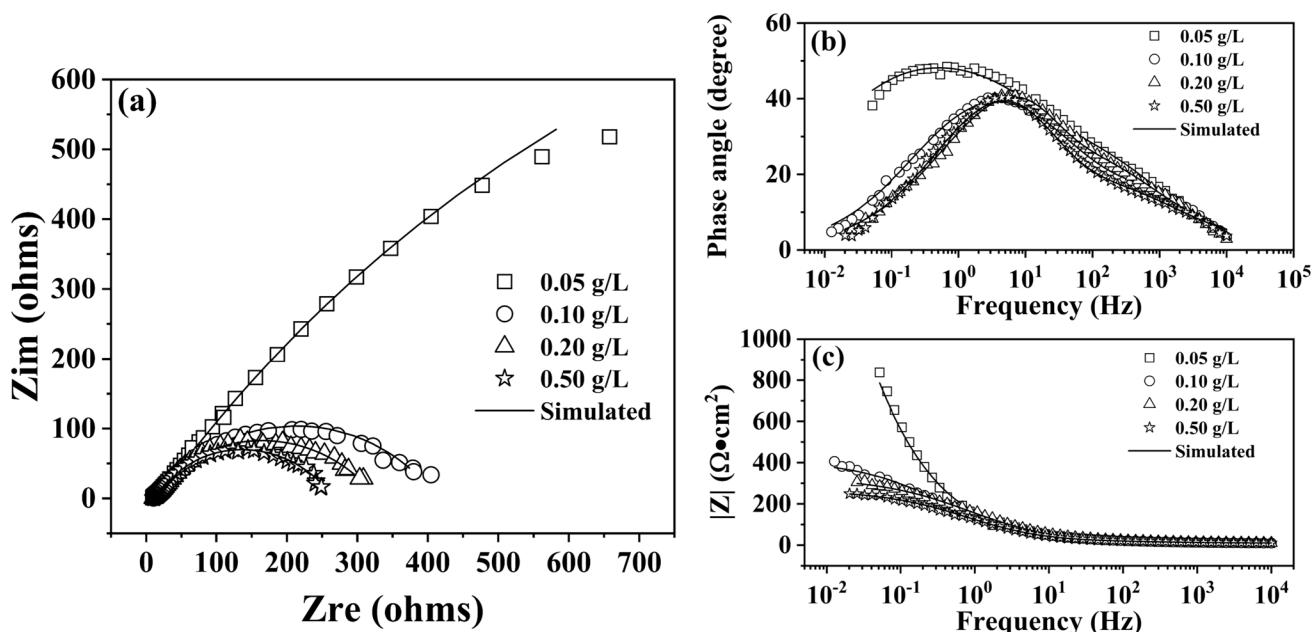 (a)
600
500
400
300
200
100
0
Zim (ohms)
0.05 g/L
0.10 g/L
0.20 g/L
0.50 g/L
Simulated
0 100 200 300 400 500 600 700
Zre (ohms)
(b)
60
40
20
0
Phase angle (degree)
0.05 g/L
0.10 g/L
0.20 g/L
0.50 g/L
Simulated
10⁻² 10⁻¹ 10⁰ 10¹ 10² 10³ 10⁴ 10⁵
Frequency (Hz)
(c)
1000
800
600
400
200
0
|Z| (Ω•cm²)
0.05 g/L
0.10 g/L
0.20 g/L
0.50 g/L
Simulated
10⁻² 10⁻¹ 10⁰ 10¹ 10² 10³ 10⁴
Frequency (Hz)